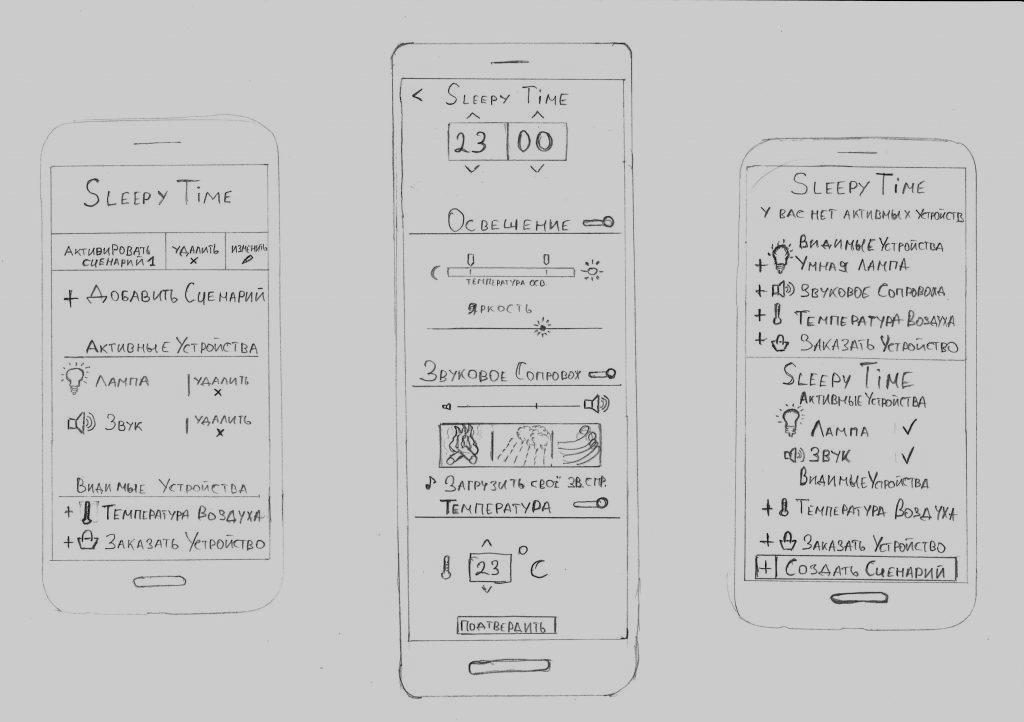 SLEEPY TIME
АКТИВИРОВАТЬ СЦЕНАРИЙ 1
УДАЛИТЬ
ИЗМЕНИТЬ
+ ДОБАВИТЬ СЦЕНАРИЙ
АКТИВНЫЕ УСТРОЙСТВА
ЛАМПА
УДАЛИТЬ
ЗВУК
УДАЛИТЬ
ВИДИМЫЕ УСТРОЙСТВА
+ ТЕМПЕРАТУРА ВОЗДУХА
+ ЗАКАЗАТЬ УСТРОЙСТВО
< SLEEPY TIME
23 00
ОСВЕЩЕНИЕ
ТЕМПЕРАТУРА ОСВ.
ЯРКОСТЬ
ЗВУКОВОЕ СОПРОВОЖ
ЗАГРУЗИТЬ СВОЁ ЗВ.СПР.
ТЕМПЕРАТУРА
23 °C
ПОДТВЕРДИТЬ
SLEEPY TIME
У ВАС НЕТ АКТИВНЫХ УСТРОЙСТВ
ВИДИМЫЕ УСТРОЙСТВА
+ УМНАЯ ЛАМПА
+ ЗВУКОВОЕ СОПРОВОЖ
+ ТЕМПЕРАТУРА ВОЗДУХА
+ ЗАКАЗАТЬ УСТРОЙСТВО
SLEEPY TIME
АКТИВНЫЕ УСТРОЙСТВА
ЛАМПА
ЗВУК
ВИДИМЫЕ УСТРОЙСТВА
+ ТЕМПЕРАТУРА ВОЗДУХА
+ ЗАКАЗАТЬ УСТРОЙСТВО
+ СОЗДАТЬ СЦЕНАРИЙ